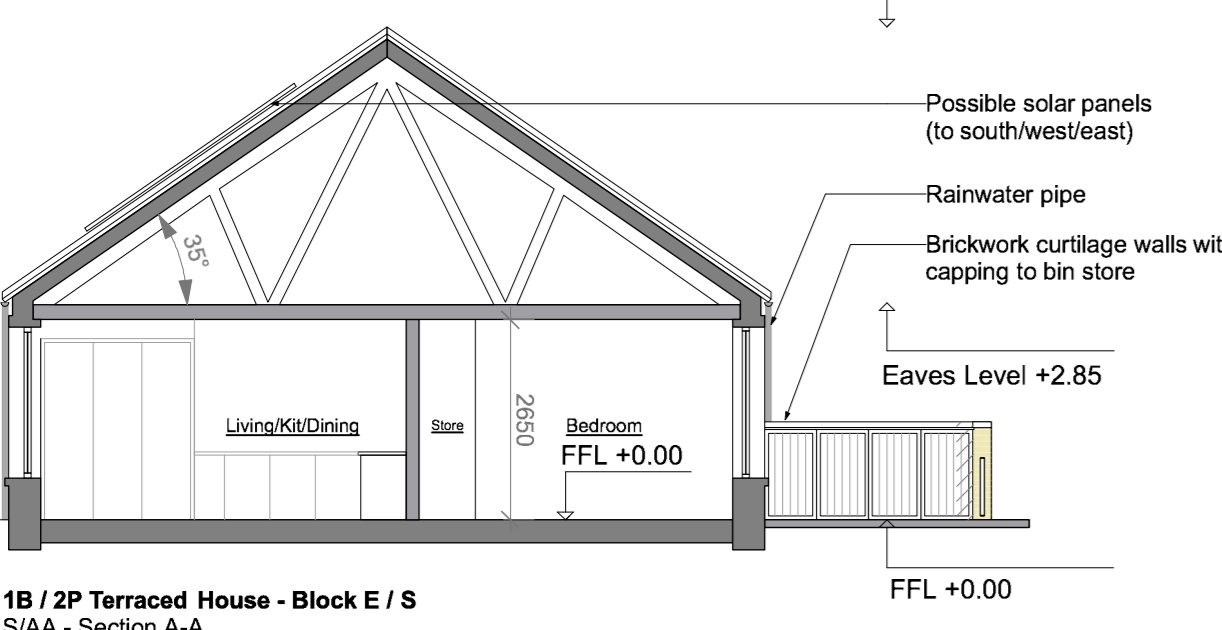 Possible solar panels
(to south/west/east)
Rainwater pipe
Brickwork curtilage walls wit
capping to bin store
35°
Eaves Level +2.85
2650
Living/Kit/Dining
Store
Bedroom
FFL +0.00
FFL +0.00
1B / 2P Terraced House - Block E / S
S/AA - Section A-A